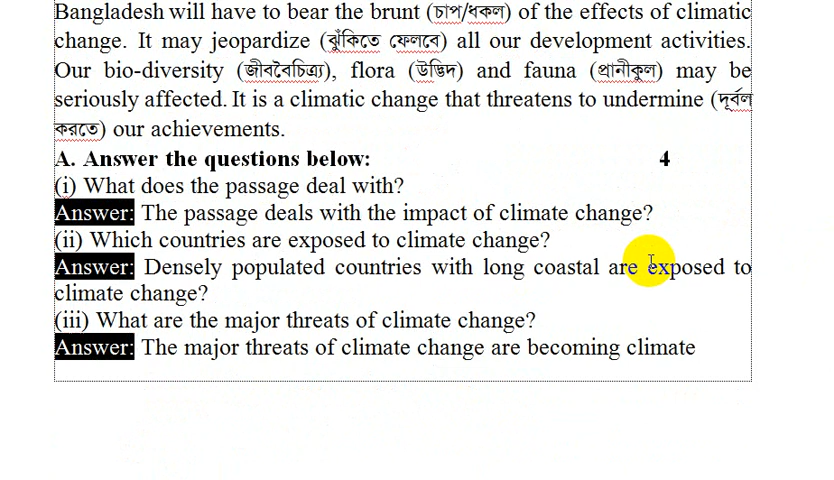 Bangladesh will have to bear the brunt (চাপ/ধকল) of the effects of climatic
change. It may jeopardize (ঝুঁকিতে ফেলবে) all our development activities.
Our bio-diversity (জীববৈচিত্র্য), flora (উদ্ভিদ) and fauna (প্রানীকুল) may be
seriously affected. It is a climatic change that threatens to undermine (দূর্বল
করতে) our achievements.
A. Answer the questions below: 4
(i) What does the passage deal with?
Answer: The passage deals with the impact of climate change?
(ii) Which countries are exposed to climate change?
Answer: Densely populated countries with long coastal are exposed to
climate change?
(iii) What are the major threats of climate change?
Answer: The major threats of climate change are becoming climate